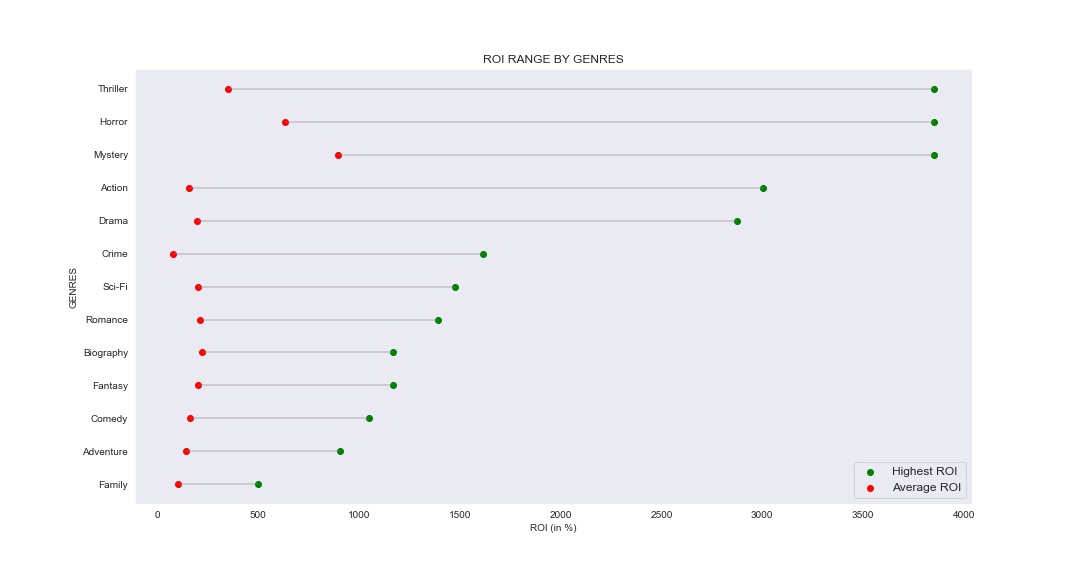 ROI RANGE BY GENRES
Thriller
Horror
Mystery
Action
Drama
Crime
Sci-Fi
Romance
Biography
Fantasy
Comedy
Adventure
Family
GENRES
Highest ROI
Average ROI
0 500 1000 1500 2000 2500 3000 3500 4000
ROI (in %)